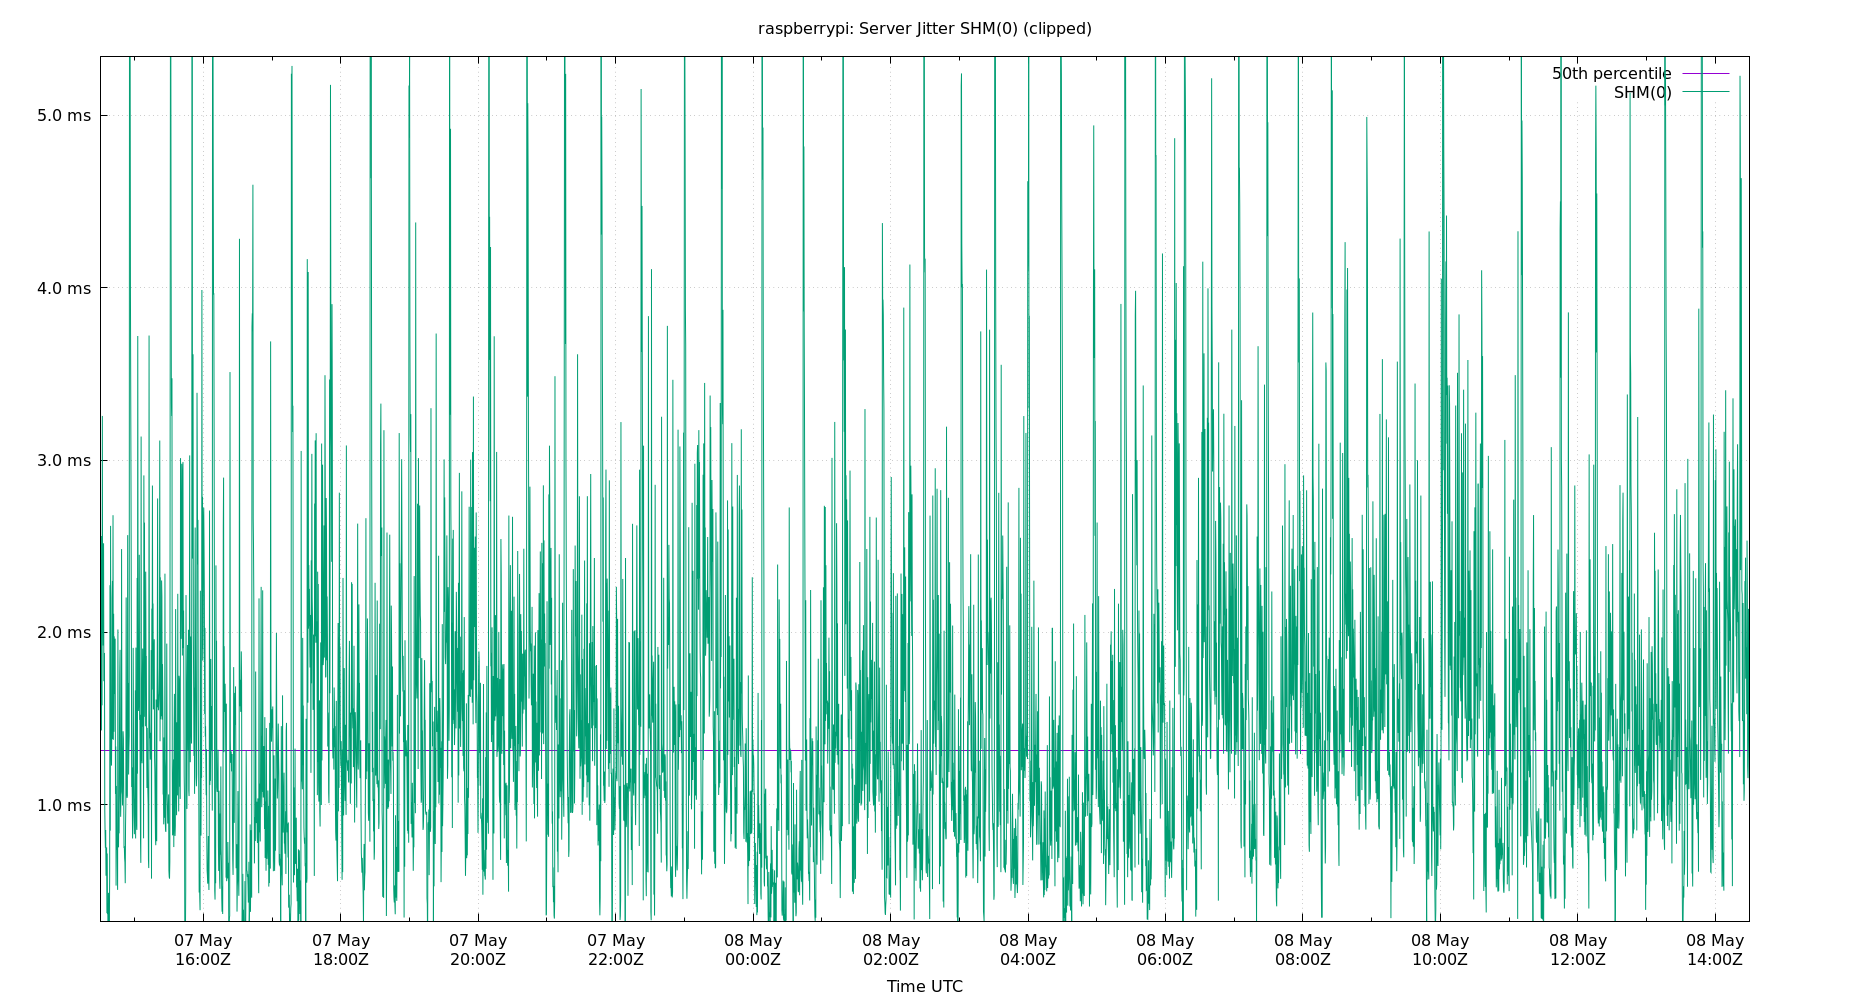 raspberrypi: Server Jitter SHM(0) (clipped)
50th percentile
SHM(0)
5.0 ms
4.0 ms
3.0 ms
2.0 ms
1.0 ms
07 May 07 May 07 May 07 May 08 May 08 May 08 May 08 May 08 May 08 May 08 May 08 May
16:00Z 18:00Z 20:00Z 22:00Z 00:00Z 02:00Z 04:00Z 06:00Z 08:00Z 10:00Z 12:00Z 14:00Z
Time UTC